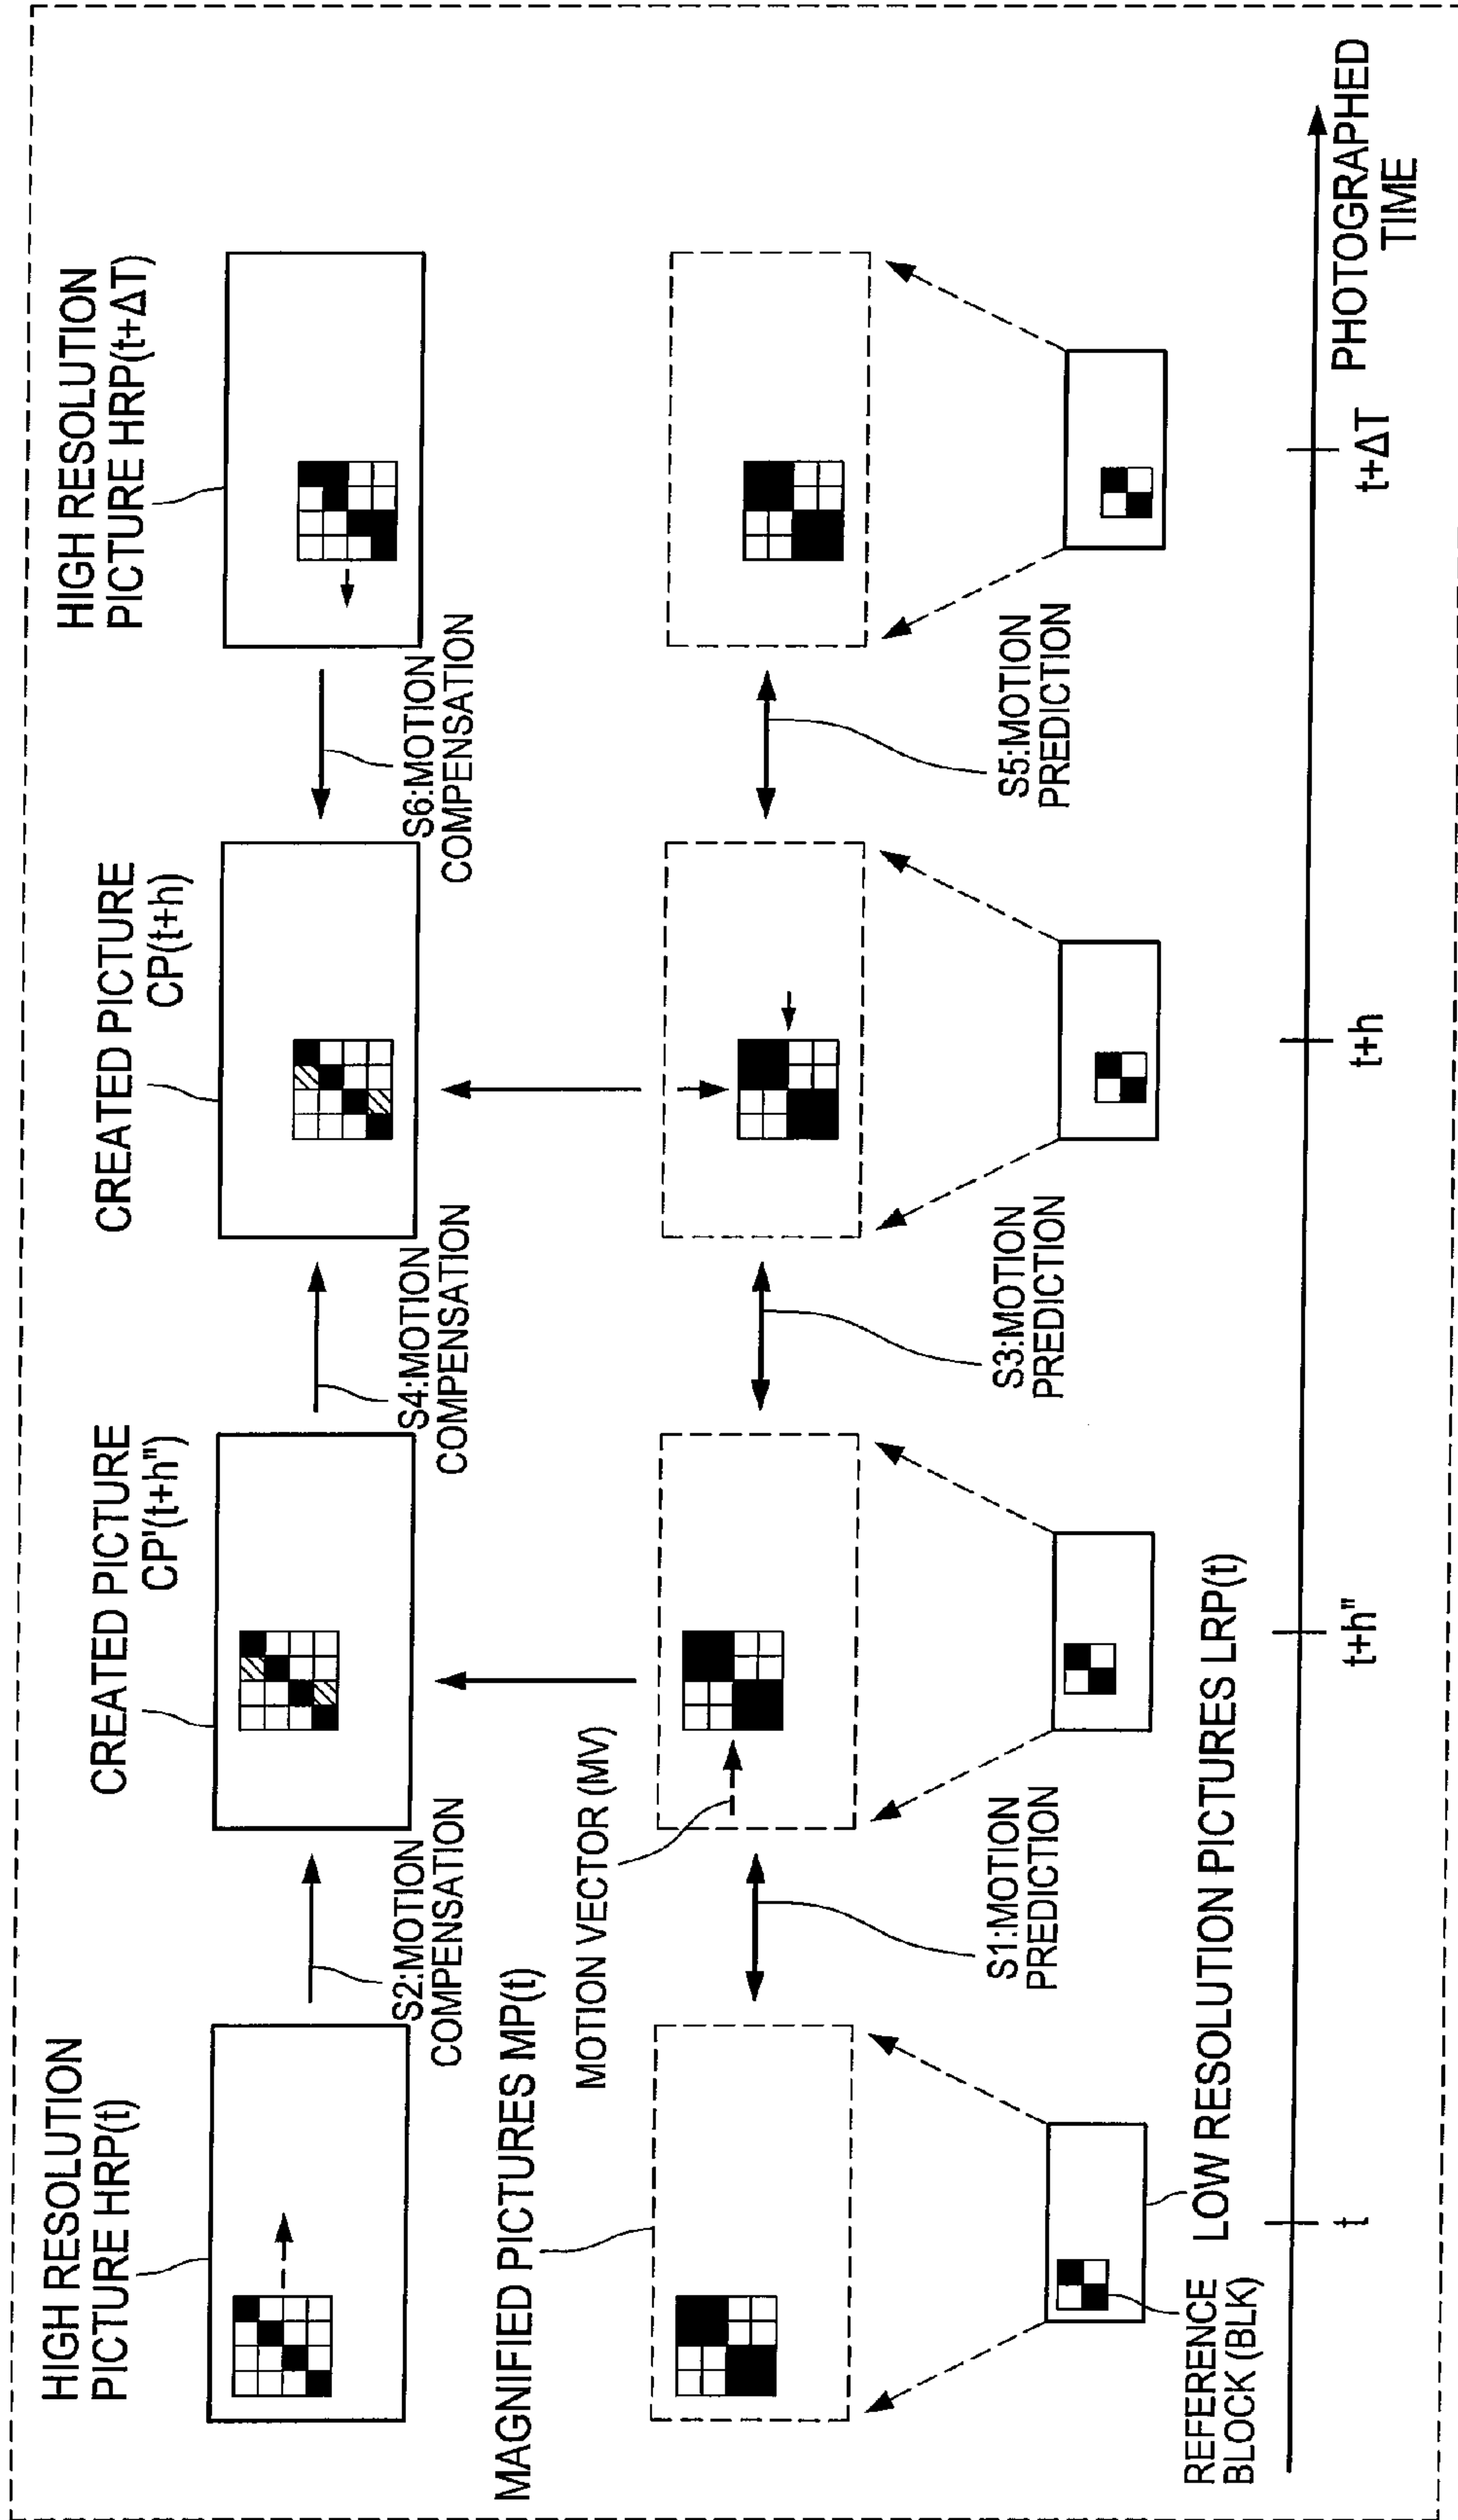 HIGH RESOLUTION
PICTURE HRP(t)
CREATED PICTURE
CP'(t+h")
CREATED PICTURE
CP(t+h)
HIGH RESOLUTION
PICTURE HRP(t+ΔT)
S2:MOTION
COMPENSATION
S4:MOTION
COMPENSATION
S6:MOTION
COMPENSATION
MAGNIFIED PICTURES MP(t)
MOTION VECTOR (MV)
S1:MOTION
PREDICTION
S3:MOTION
PREDICTION
S5:MOTION
PREDICTION
REFERENCE
BLOCK (BLK)
LOW RESOLUTION PICTURES LRP(t)
t
t+h"
t+h
t+ΔT
PHOTOGRAPHED
TIME